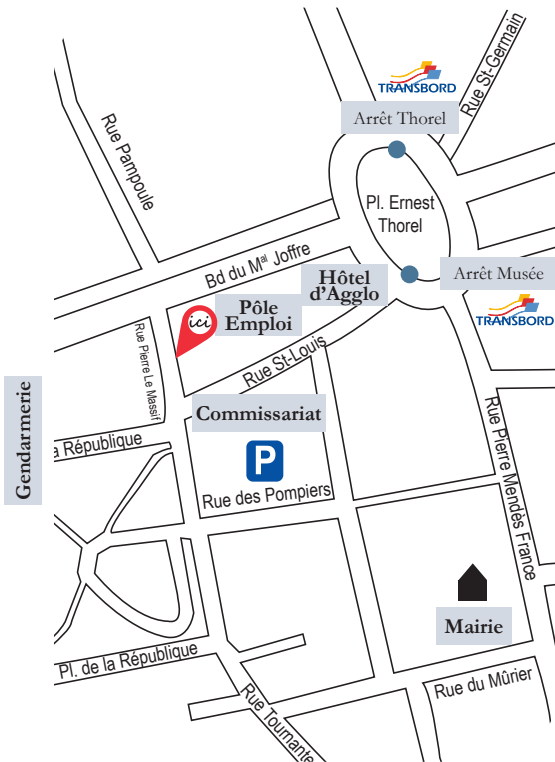 TRANSBORD
Rue St-Germain
Arrêt Thorel
Rue Pampoule
Pl. Ernest
Thorel
Bd du Mal Joffre
Hôtel
d'Agglo
Arrêt Musée
TRANSBORD
ici
Pôle
Emploi
Rue Pierre Le Massif
Rue St-Louis
Gendarmerie
Commissariat
la République
P
Rue des Pompiers
Rue Pierre Mendès France
Mairie
Pl. de la République
Rue du Mûrier
Rue Tournante